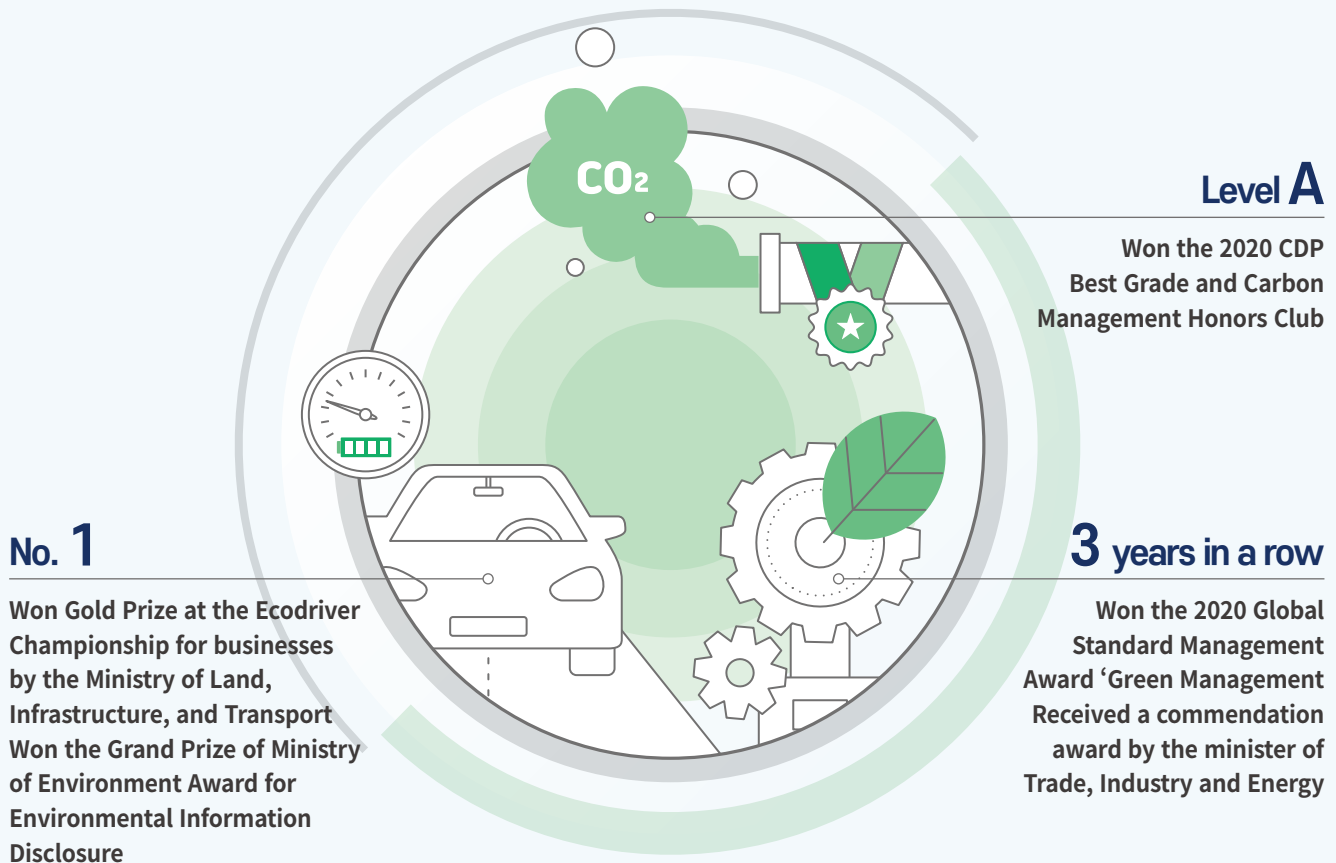 CO2
Level A
Won the 2020 CDP
Best Grade and Carbon
Management Honors Club
No. 1
Won Gold Prize at the Ecodriver
Championship for businesses
by the Ministry of Land,
Infrastructure, and Transport
Won the Grand Prize of Ministry
of Environment Award for
Environmental Information
Disclosure
3 years in a row
Won the 2020 Global
Standard Management
Award ‘Green Management
Received a commendation
award by the minister of
Trade, Industry and Energy